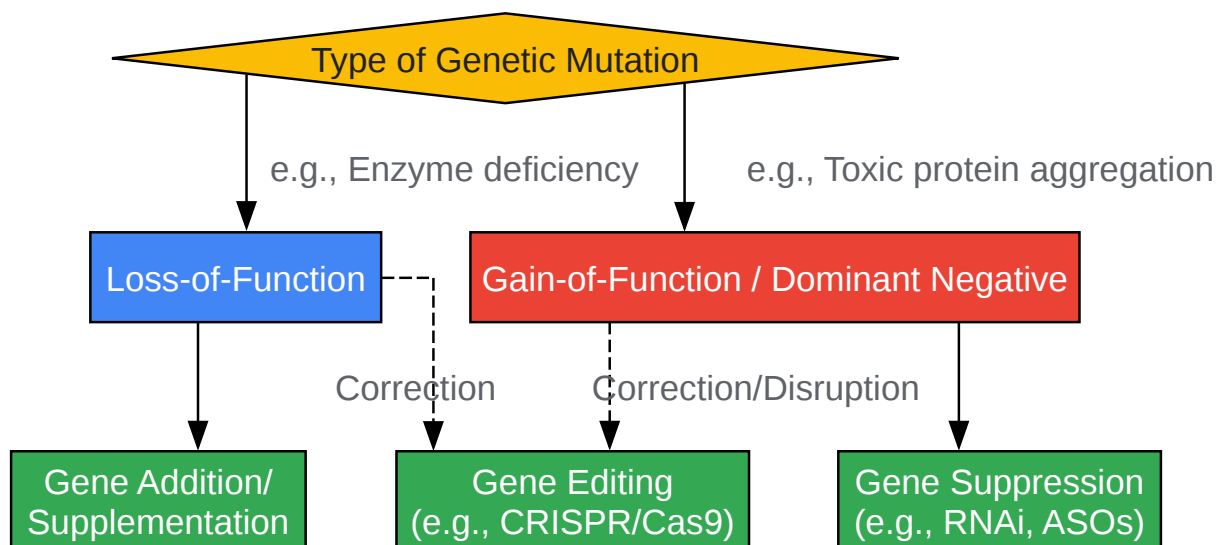 Type of Genetic Mutation
e.g., Enzyme deficiency
e.g., Toxic protein aggregation
Loss-of-Function
Gain-of-Function / Dominant Negative
Correction
Correction/Disruption
Gene Addition/
Supplementation
Gene Editing
(e.g., CRISPR/Cas9)
Gene Suppression
(e.g., RNAi, ASOs)